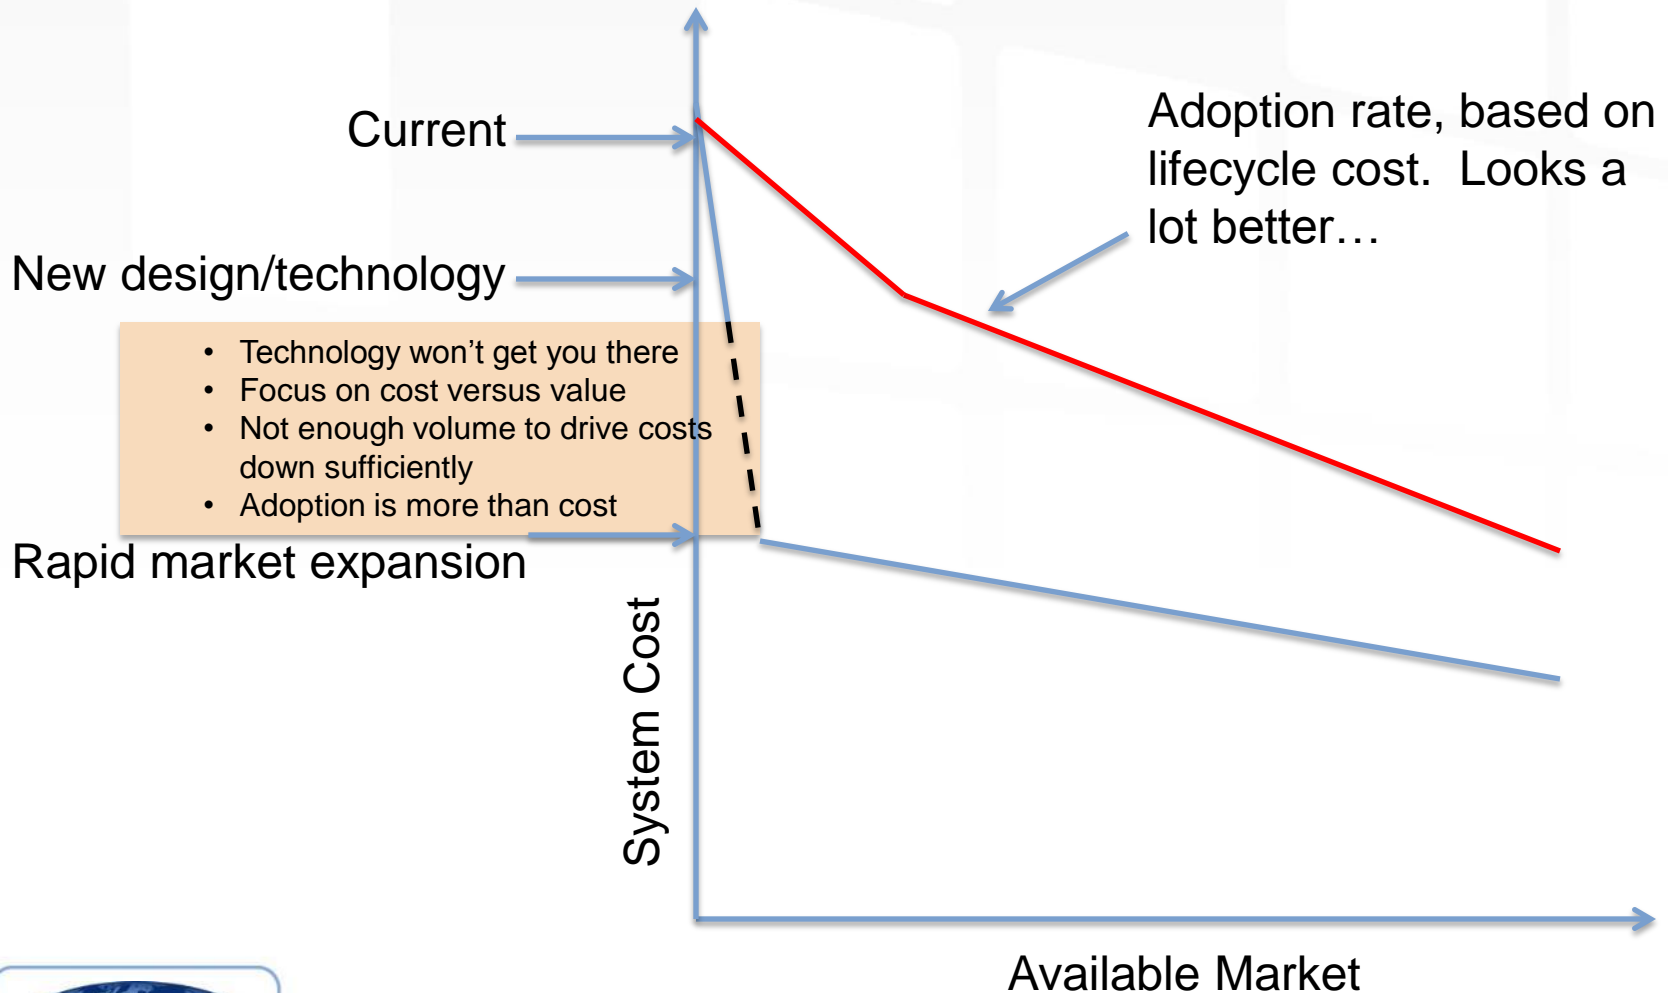 Current
Adoption rate, based on
lifecycle cost.  Looks a
lot better…
New design/technology
• Technology won’t get you there
• Focus on cost versus value
• Not enough volume to drive costs
down sufficiently
• Adoption is more than cost
Rapid market expansion
System Cost
Available Market